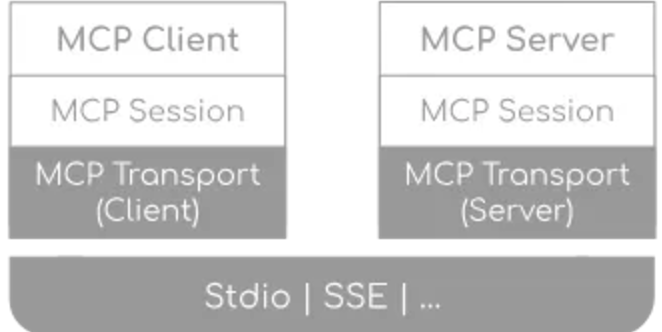 MCP Client
MCP Session
MCP Transport
(Client)
MCP Server
MCP Session
MCP Transport
(Server)
Stdio | SSE | ...